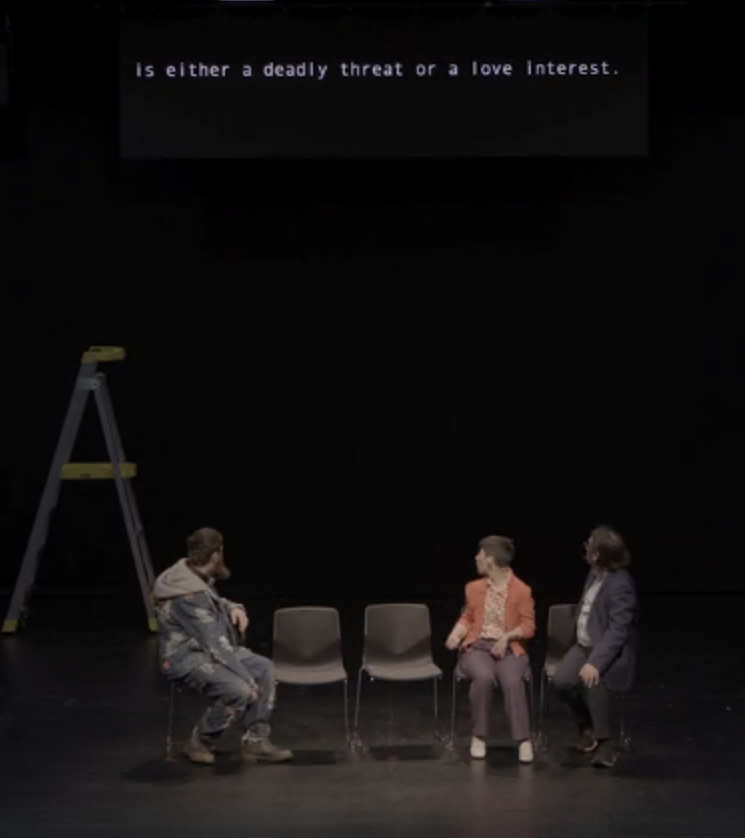 is either a deadly threat or a love interest.